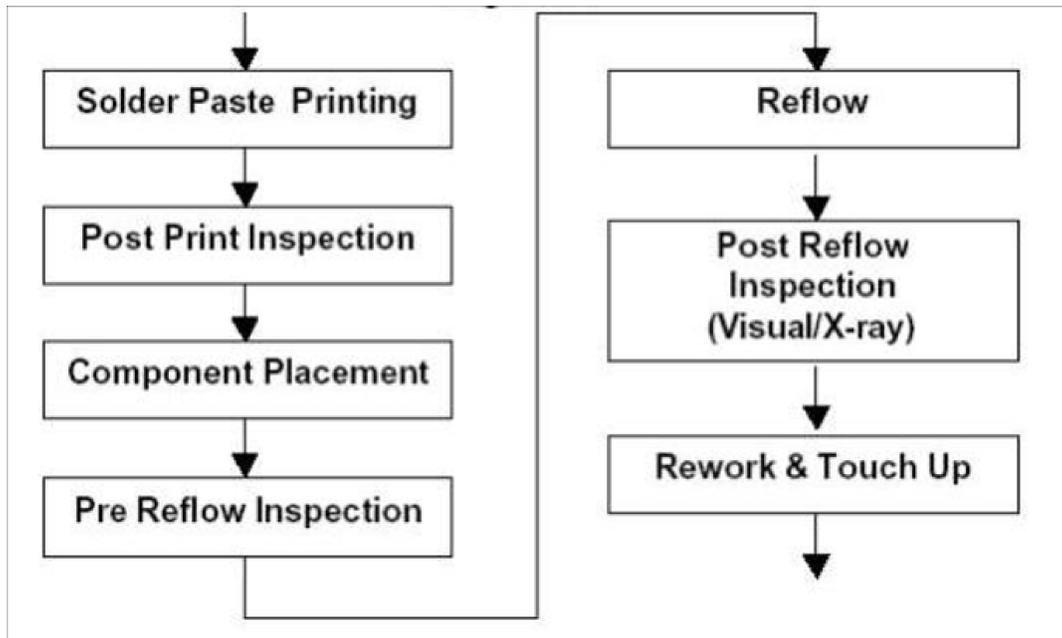 Solder Paste Printing
Post Print Inspection
Component Placement
Pre Reflow Inspection
Reflow
Post Reflow
Inspection
(Visual/X-ray)
Rework & Touch Up